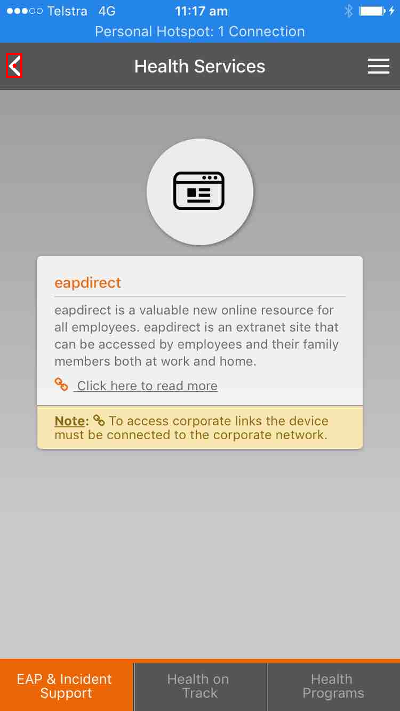 Telstra 4G 11:17 am
Personal Hotspot: 1 Connection
Health Services
eapdirect
eapdirect is a valuable new online resource for
all employees. eapdirect is an extranet site that
can be accessed by employees and their family
members both at work and home.
Click here to read more
Note: To access corporate links the device
must be connected to the corporate network.
EAP & Incident
Support
Health on
Track
Health
Programs